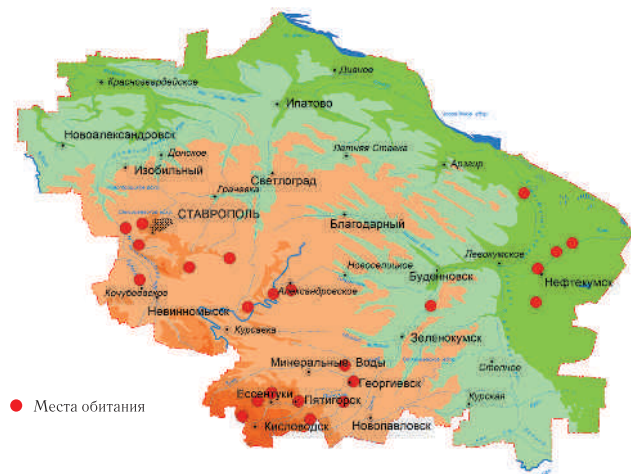 Дивное
Красногвардейское
Ипатово
Новоалександровск
Донское
Летняя Ставка
Арзгир
Изобильный
Светлоград
Грачевка
СТАВРОПОЛЬ
Благодарный
Левокумское
Новоселицкое
Буденновск
Нефтекумск
Кочубеевское
Александровское
Невинномысск
Курсавка
Зеленокумск
Минеральные Воды
Степное
Георгиевск
Ессентуки
Пятигорск
Курская
Места обитания
Кисловодск
Новопавловск